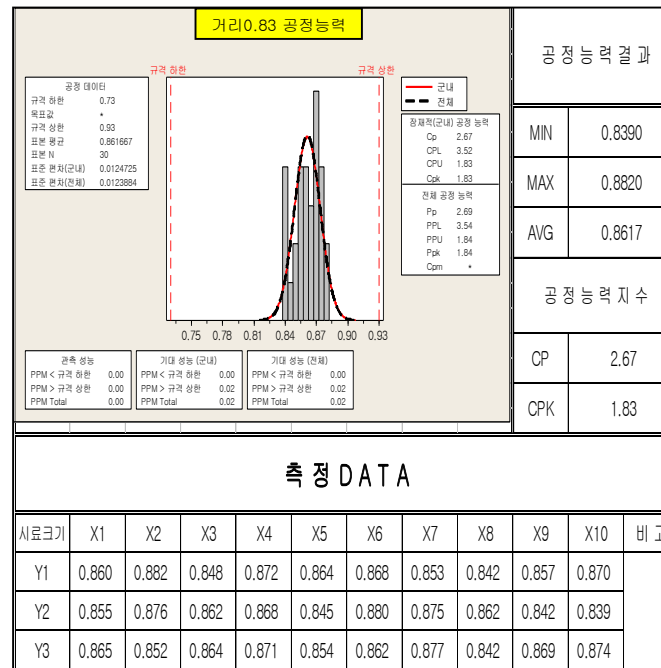 거리0.83 공정능력
규격 하한
규격 상한
공정 데이터
규격 하한 0.73
목표값 *
규격 상한 0.93
표본 평균 0.861667
표본 N 30
표준 편차(군내) 0.0124725
표준 편차(전체) 0.0123884
군내
전체
잠재적(군내) 공정 능력
Cp 2.67
CPL 3.52
CPU 1.83
Cpk 1.83
전체 공정 능력
Pp 2.69
PPL 3.54
PPU 1.84
Ppk 1.84
Cpm *
0.75 0.78 0.81 0.84 0.87 0.90 0.93
관측 성능
PPM < 규격 하한 0.00
PPM > 규격 상한 0.00
PPM Total 0.00
기대 성능 (군내)
PPM < 규격 하한 0.00
PPM > 규격 상한 0.02
PPM Total 0.02
기대 성능 (전체)
PPM < 규격 하한 0.00
PPM > 규격 상한 0.02
PPM Total 0.02
공정능력결과
MIN 0.8390
MAX 0.8820
AVG 0.8617
공정능력지수
CP 2.67
CPK 1.83
측 정 D A T A
시료크기 X1 X2 X3 X4 X5 X6 X7 X8 X9 X10 비 고
Y1 0.860 0.882 0.848 0.872 0.864 0.868 0.853 0.842 0.857 0.870
Y2 0.855 0.876 0.862 0.868 0.845 0.880 0.875 0.862 0.842 0.839
Y3 0.865 0.852 0.864 0.871 0.854 0.862 0.877 0.842 0.869 0.874